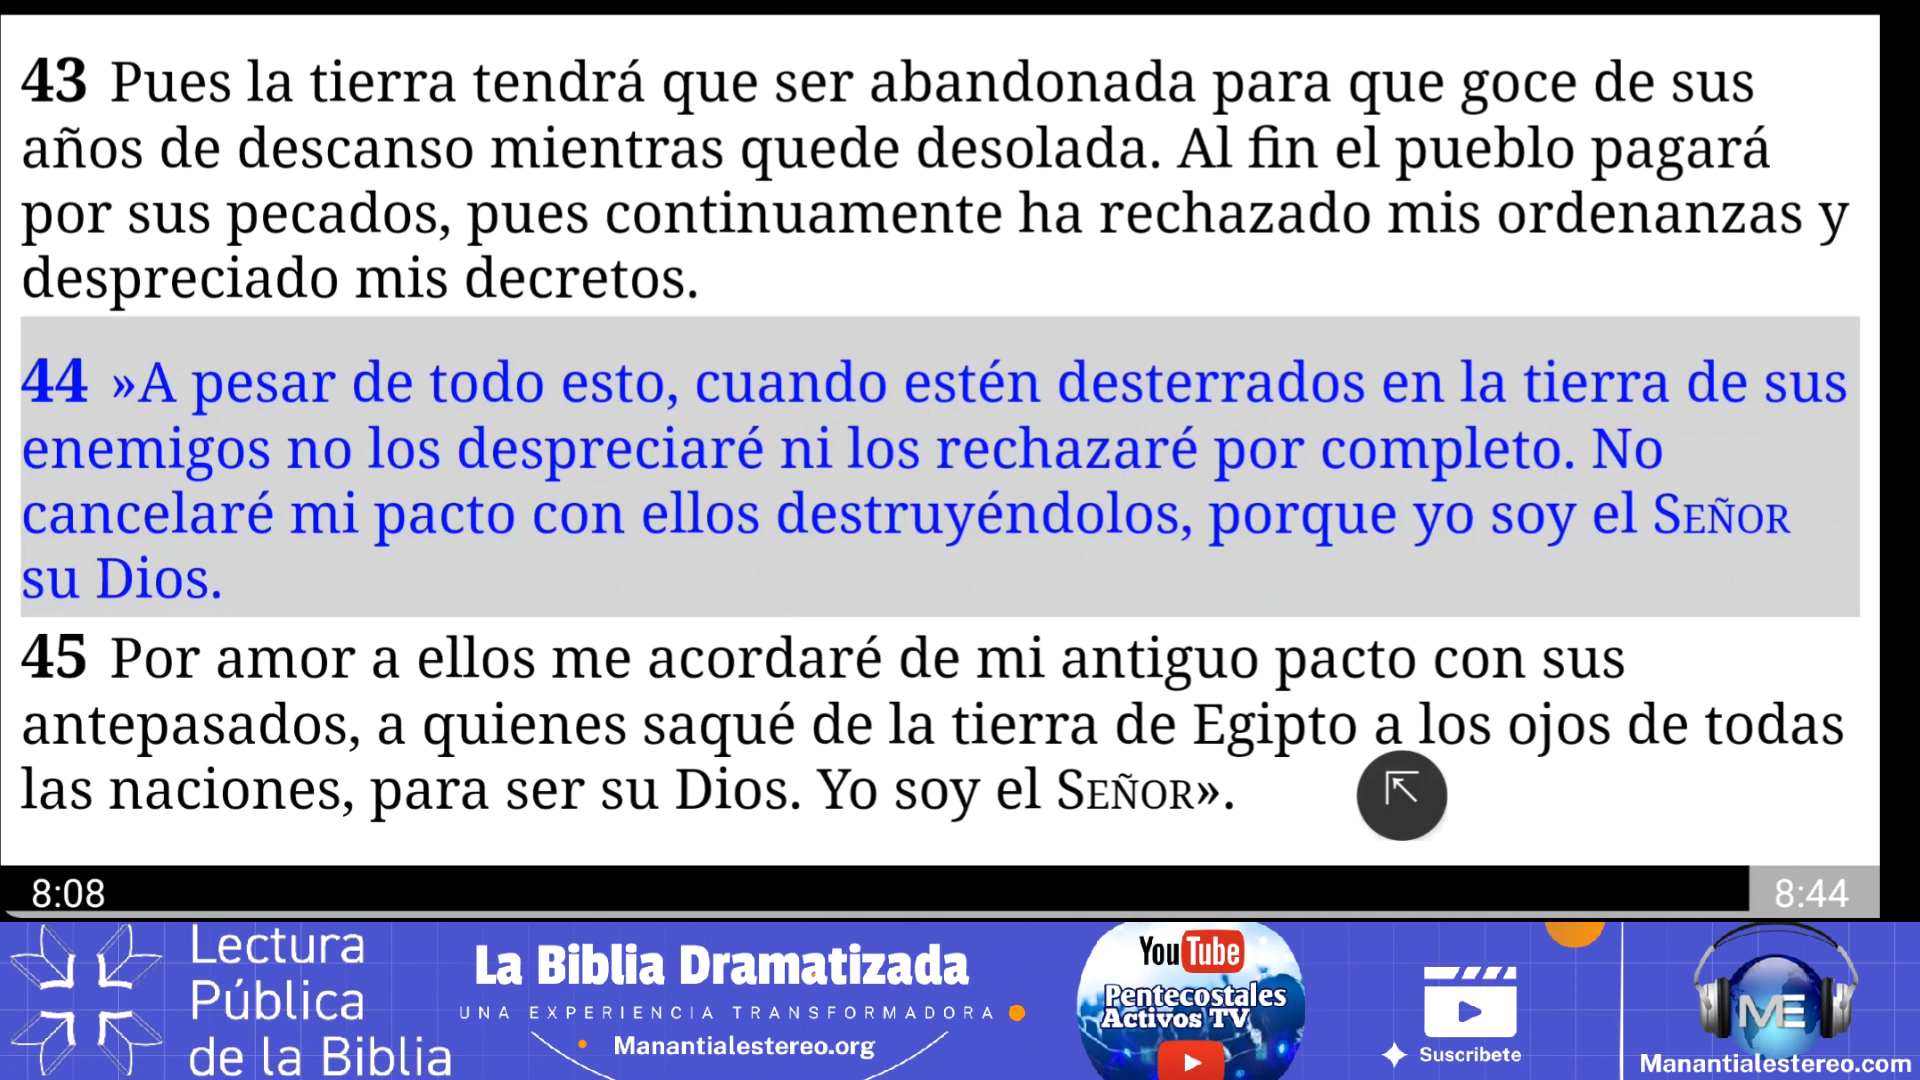 43 Pues la tierra tendrá que ser abandonada para que goce de sus
años de descanso mientras quede desolada. Al fin el pueblo pagará
por sus pecados, pues continuamente ha rechazado mis ordenanzas y
despreciado mis decretos.
44 »A pesar de todo esto, cuando estén desterrados en la tierra de sus
enemigos no los despreciaré ni los rechazaré por completo. No
cancelaré mi pacto con ellos destruyéndolos, porque yo soy el SEÑOR
su Dios.
45 Por amor a ellos me acordaré de mi antiguo pacto con sus
antepasados, a quienes saqué de la tierra de Egipto a los ojos de todas
las naciones, para ser su Dios. Yo soy el SEÑOR».
8:08
8:44
Lectura
Pública
de la Biblia
La Biblia Dramatizada
UNA EXPERIENCIA TRANSFORMADORA
Manantialestereo.org
YouTube
Pentecostales
Activos TV
Suscribete
ME
Manantialestereo.com